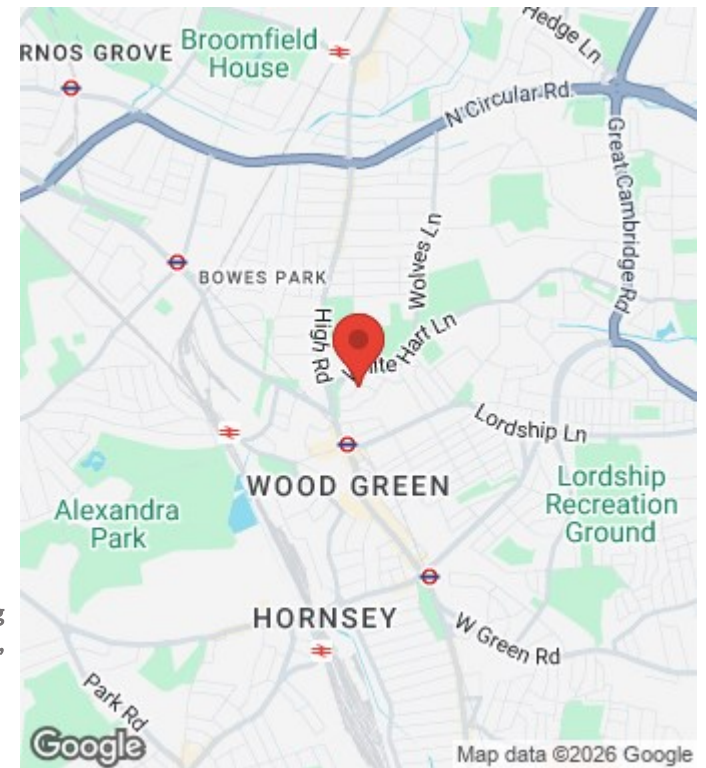 Hedge Ln
RNOS GROVE
Broomfield
House
N Circular Rd
Great Cambridge Rd
Wolves Ln
BOWES PARK
High Rd
ite Hart Ln
Lordship Ln
WOOD GREEN
Alexandra
Park
Lordship
Recreation
Ground
g
HORNSEY
,
W Green Rd
Park Rd
Google
Map data ©2026 Google